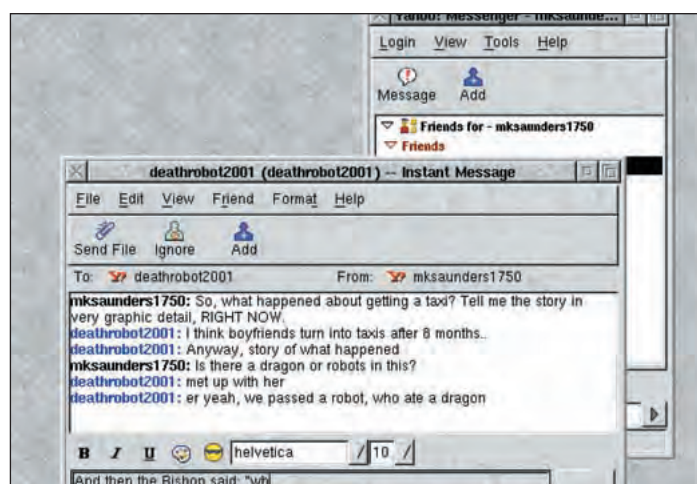 Yahoo! Messenger - mksaunde...
Login View Tools Help
Message Add
Friends for - mksaunders1750
Friends
deathrobot2001 (deathrobot2001) -- Instant Message
File Edit View Friend Format Help
Send File Ignore Add
To: deathrobot2001 From: mksaunders1750
mksaunders1750: So, what happened about getting a taxi? Tell me the story in
very graphic detail, RIGHT NOW.
deathrobot2001: I think boyfriends turn into taxis after 8 months..
deathrobot2001: Anyway, story of what happened
mksaunders1750: Is there a dragon or robots in this?
deathrobot2001: met up with her
deathrobot2001: er yeah, we passed a robot, who ate a dragon
B I U helvetica 10
And then the Bishop said: "wh